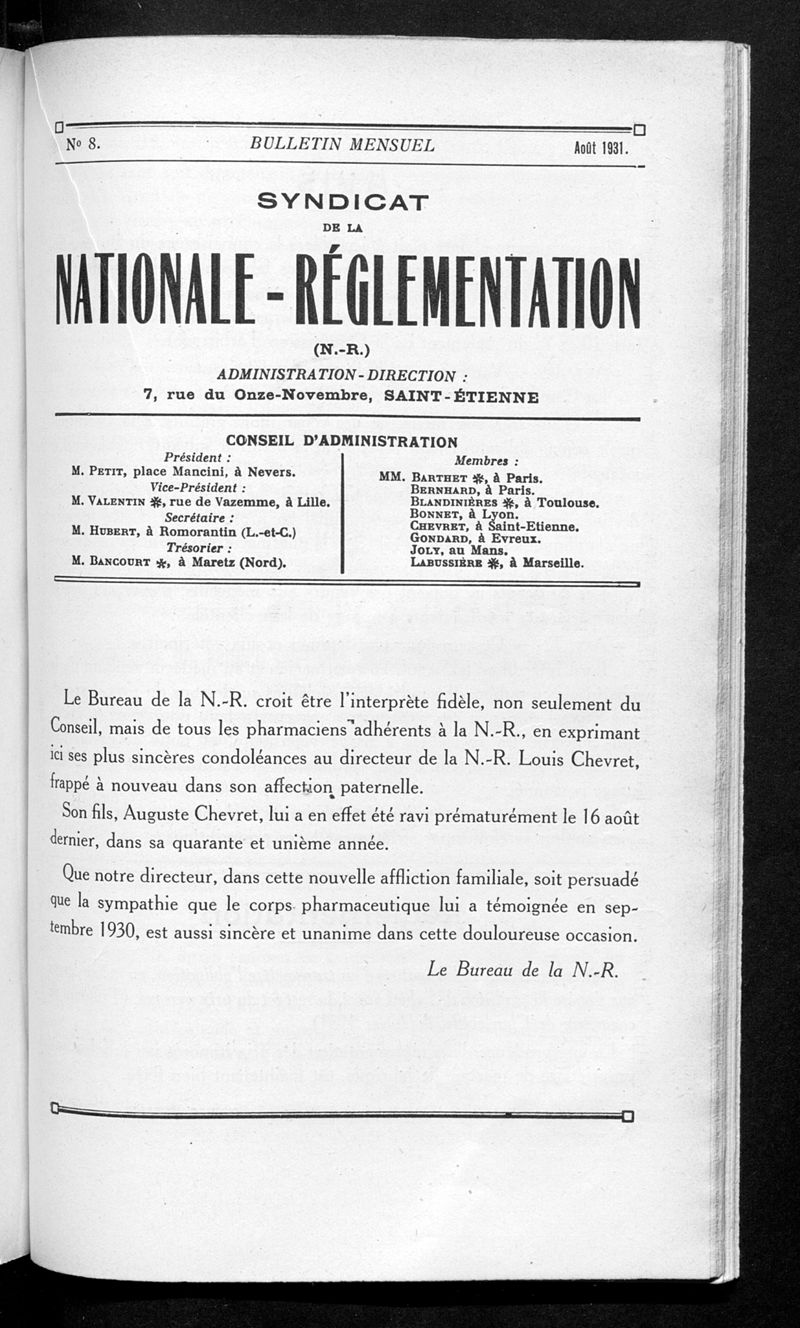 Nº 8.
BULLETIN MENSUEL
Août 1931.
SYNDICAT
DE LA
NATIONALE - RÉGLEMENTATION
(N.-R.)
ADMINISTRATION - DIRECTION :
7, rue du Onze-Novembre, SAINT-ÉTIENNE
CONSEIL D'ADMINISTRATION
Président :
M. PETIT, place Mancini, à Nevers.
Vice-Président :
M. VALENTIN ✻, rue de Vazemme, à Lille.
Secrétaire :
M. HUBERT, à Romorantin (L.-et-C.)
Trésorier :
M. BANCOURT ✻, à Maretz (Nord).
Membres :
MM. BARTHET ✻, à Paris.
BERNHARD, à Paris.
BLANDINIÈRES ✻, à Toulouse.
BONNET, à Lyon.
CHEVRET, à Saint-Etienne.
GONDARD, à Evreux.
JOLY, au Mans.
LABUSSIÈRE ✻, à Marseille.
Le Bureau de la N.-R. croit être l'interprète fidèle, non seulement du
Conseil, mais de tous les pharmaciens adhérents à la N.-R., en exprimant
ici ses plus sincères condoléances au directeur de la N.-R. Louis Chevret,
frappé à nouveau dans son affection paternelle.
Son fils, Auguste Chevret, lui a en effet été ravi prématurément le 16 août
dernier, dans sa quarante et unième année.
Que notre directeur, dans cette nouvelle affliction familiale, soit persuadé
que la sympathie que le corps pharmaceutique lui a témoignée en sep-
tembre 1930, est aussi sincère et unanime dans cette douloureuse occasion.
Le Bureau de la N.-R.